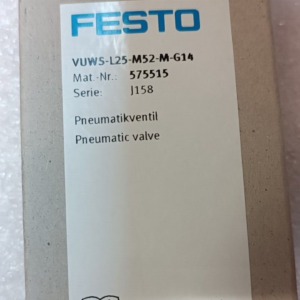 FESTO
VUWS-L25-M52-M-G14
Mat.-Nr.: 575515
Serie: J158
Pneumatikventil
Pneumatic valve